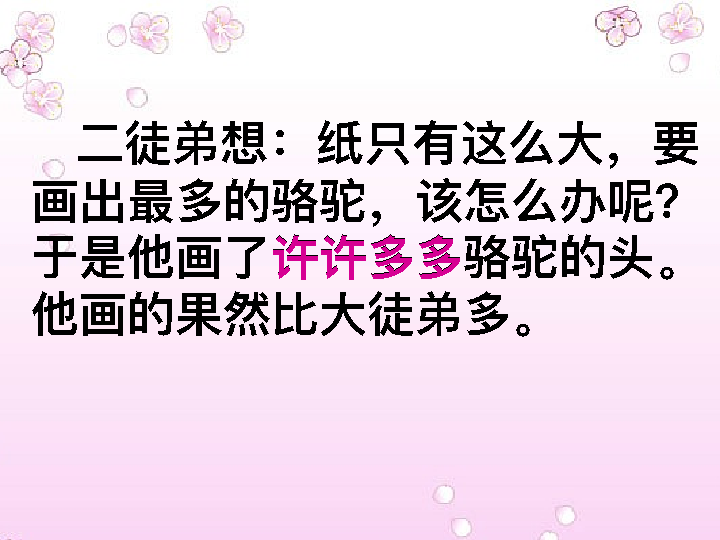 二徒弟想：纸只有这么大，要
画出最多的骆驼，该怎么办呢？
于是他画了许许多多骆驼的头。
他画的果然比大徒弟多。